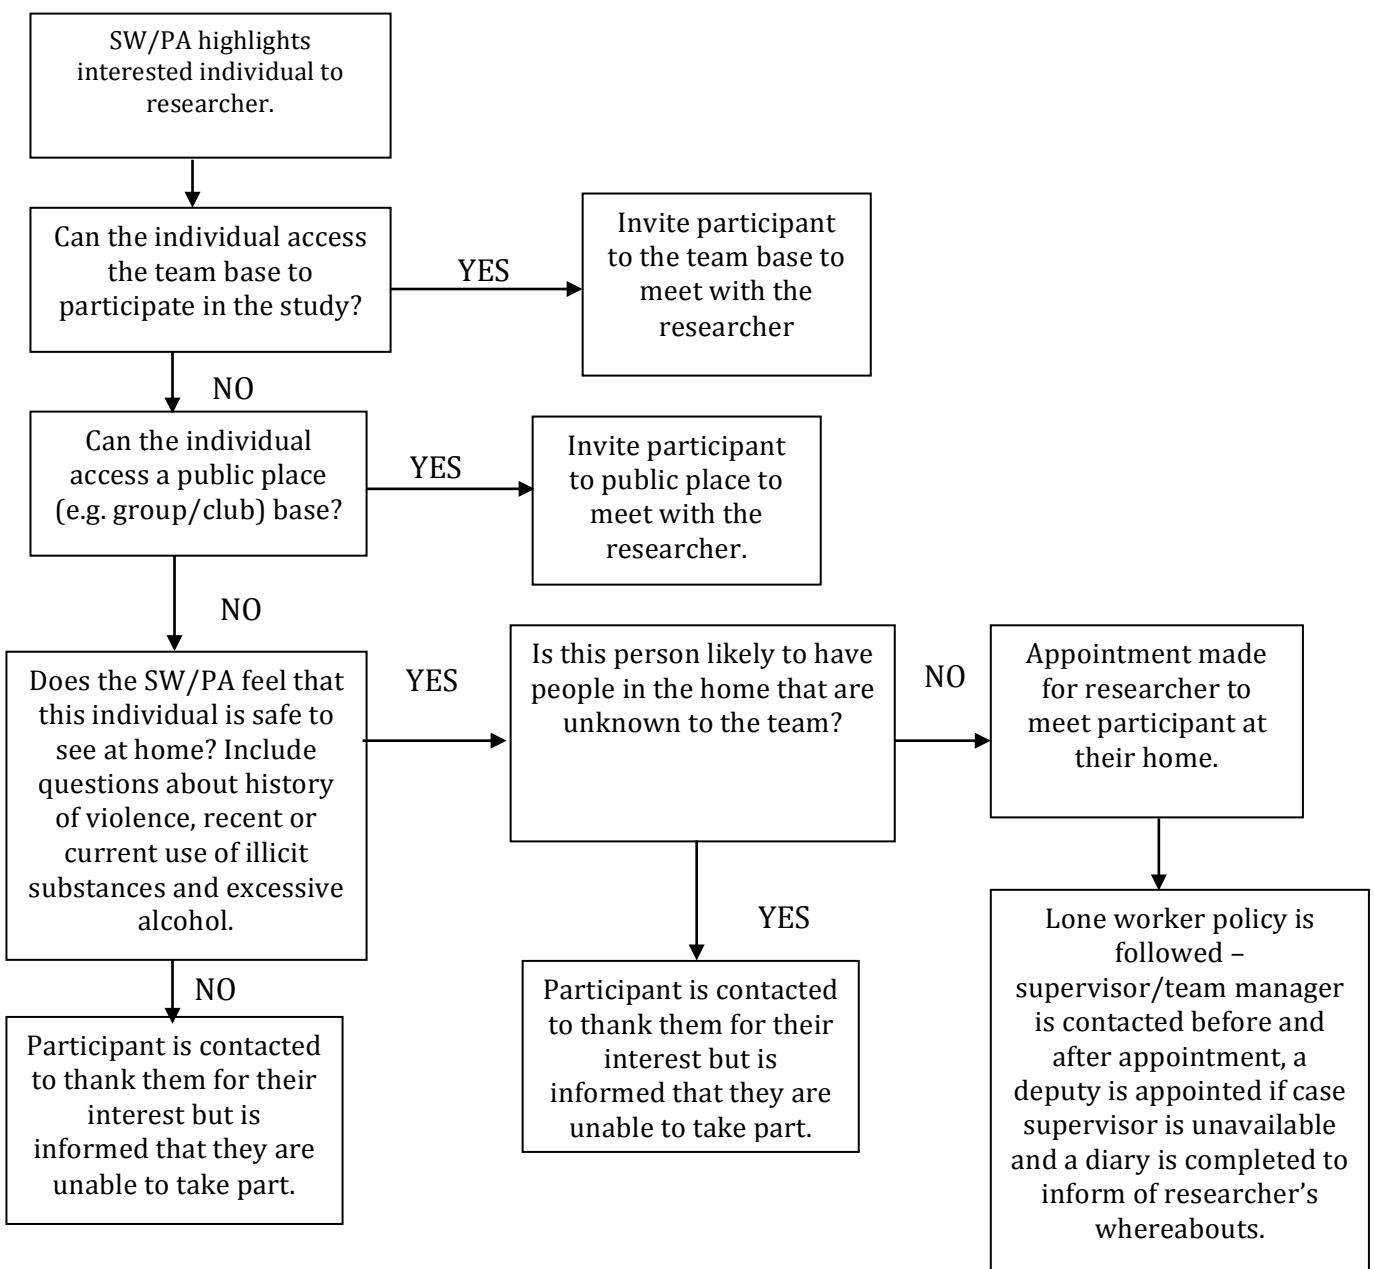 SW/PA highlights
interested individual to
researcher.
Can the individual access
the team base to
participate in the study?
YES
Invite participant
to the team base to
meet with the
researcher
NO
Can the individual
access a public place
(e.g. group/club) base?
YES
Invite participant
to public place to
meet with the
researcher.
NO
Does the SW/PA feel that
this individual is safe to
see at home? Include
questions about history
of violence, recent or
current use of illicit
substances and excessive
alcohol.
YES
Is this person likely to have
people in the home that are
unknown to the team?
NO
Appointment made
for researcher to
meet participant at
their home.
NO
Participant is contacted
to thank them for their
interest but is
informed that they are
unable to take part.
YES
Participant is contacted
to thank them for their
interest but is
informed that they are
unable to take part.
Lone worker policy is
followed –
supervisor/team manager
is contacted before and
after appointment, a
deputy is appointed if case
supervisor is unavailable
and a diary is completed to
inform of researcher’s
whereabouts.